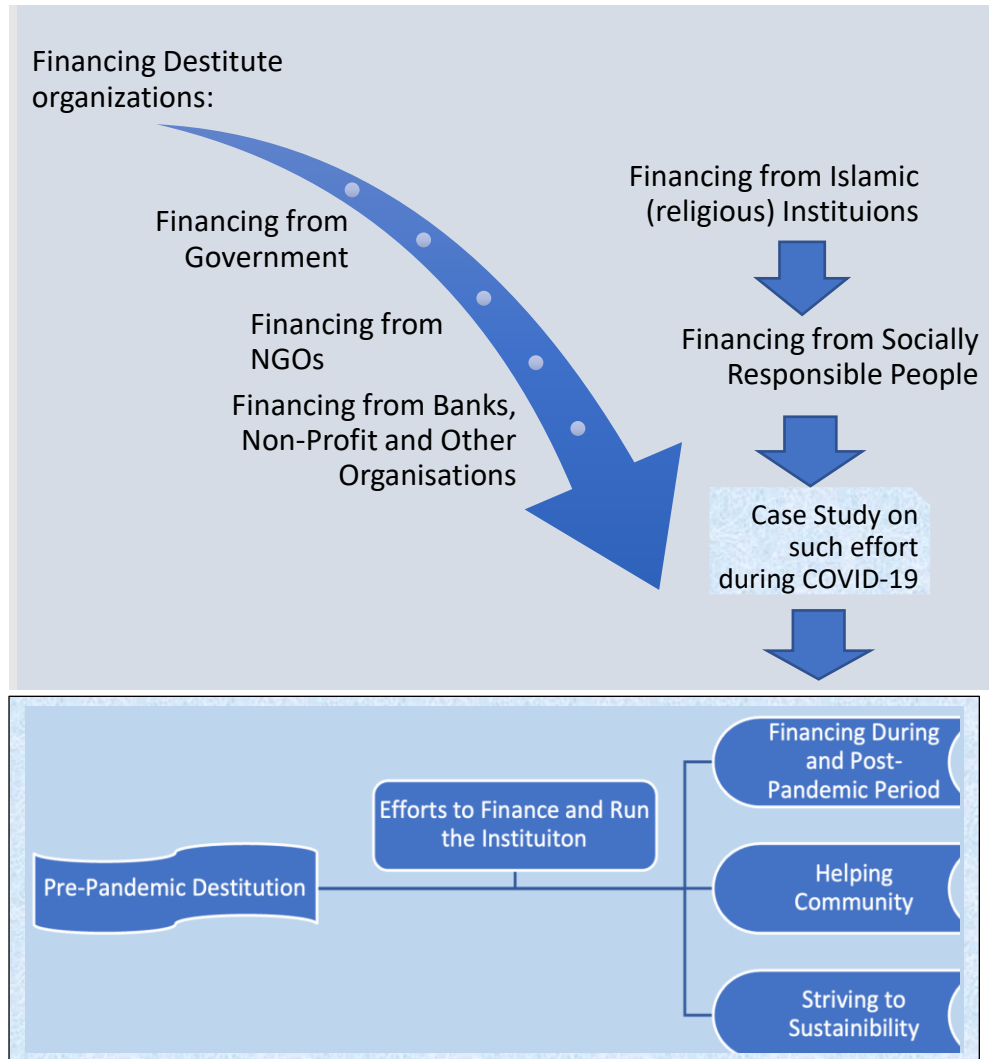 Financing Destitute
organizations:
Financing from
Government
Financing from
NGOs
Financing from Banks,
Non-Profit and Other
Organisations
Financing from Islamic
(religious) Instituions
Financing from Socially
Responsible People
Case Study on
such effort
during COVID-19
Pre-Pandemic Destitution
Efforts to Finance and Run
the Instituiton
Financing During
and Post-
Pandemic Period
Helping
Community
Striving to
Sustainibility